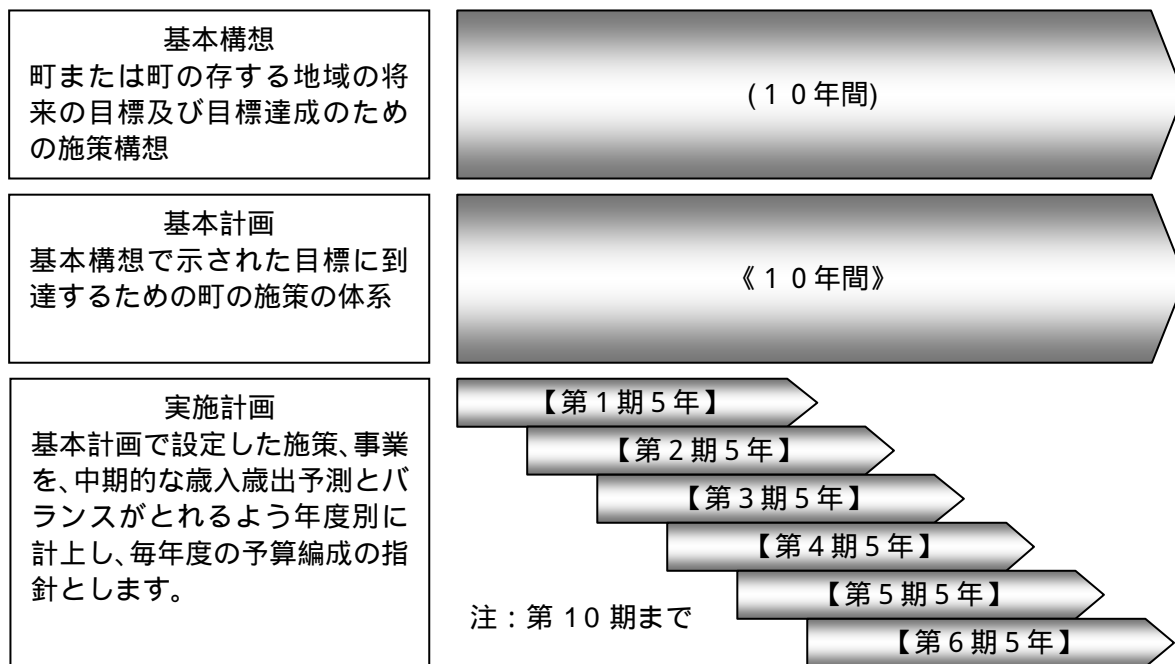 基本構想
町または町の存する地域の将
来の目標及び目標達成のため
の施策構想
(１０年間)
基本計画
基本構想で示された目標に到
達するための町の施策の体系
《１０年間》
実施計画
基本計画で設定した施策、事業
を、中期的な歳入歳出予測とバ
ランスがとれるよう年度別に
計上し、毎年度の予算編成の指
針とします。
【第１期５年】
【第２期５年】
【第３期５年】
【第４期５年】
【第５期５年】
【第６期５年】
注：第 10 期まで